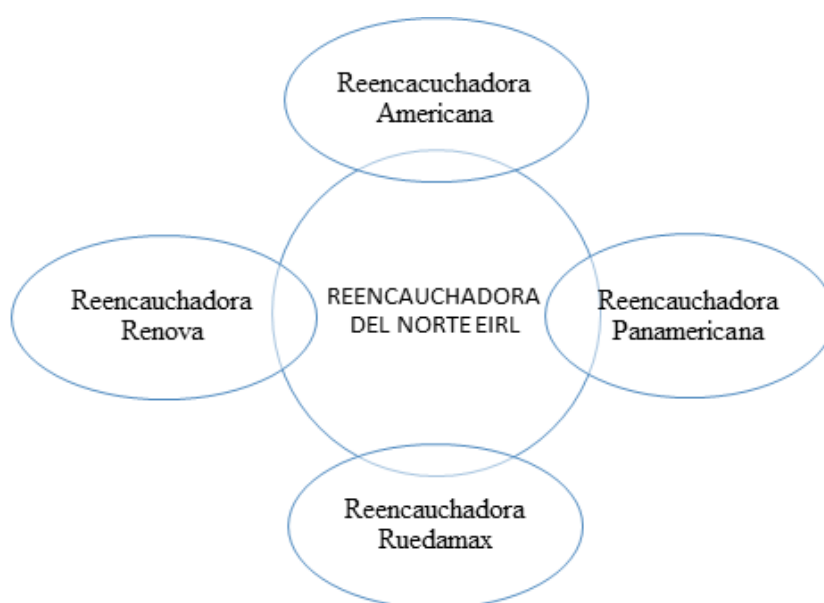 Reencacuchadora
Americana
Reencauchadora
Renova
REENCAUCHADORA
DEL NORTE EIRL
Reencauchadora
Panamericana
Reencauchadora
Ruedamax